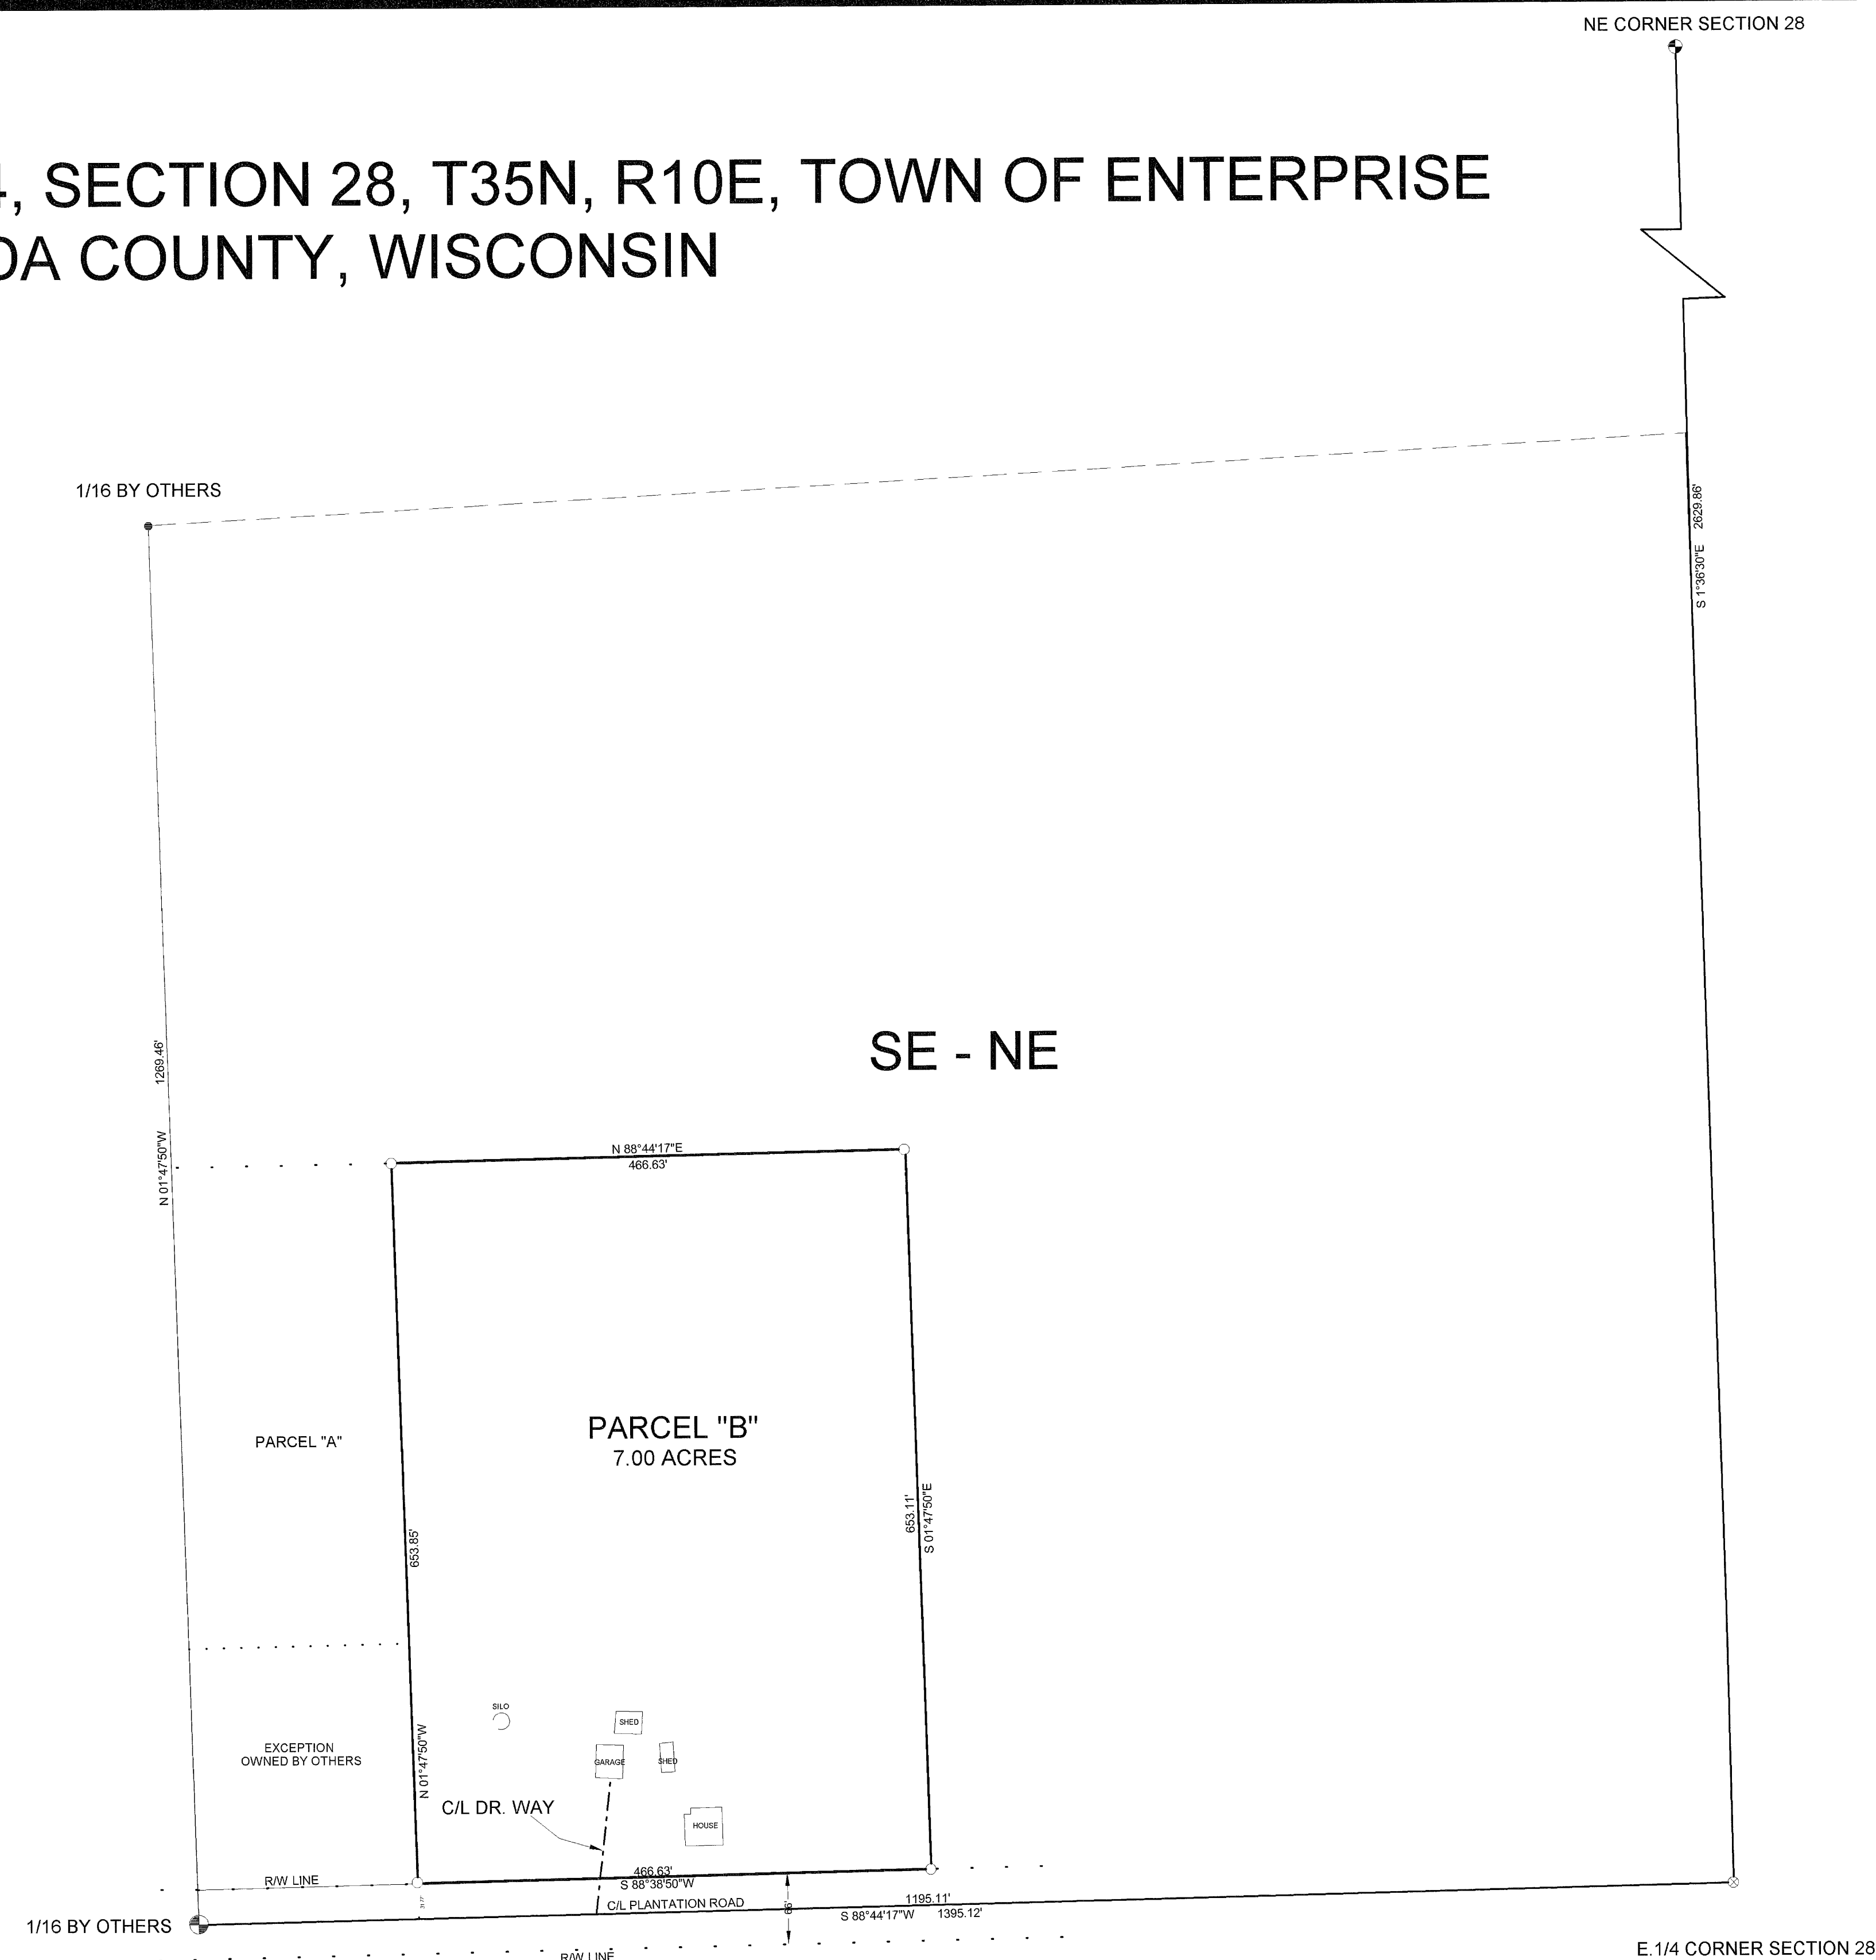 NE CORNER SECTION 28
4, SECTION 28, T35N, R10E, TOWN OF ENTERPRISE
DA COUNTY, WISCONSIN
1/16 BY OTHERS
S 1°36'30"E 2629.86'
1269.46'
N 01°47'50"W
SE - NE
N 88°44'17"E
466.63'
PARCEL "A"
PARCEL "B"
7.00 ACRES
653.85'
653.11'
S 01°47'50"E
N 01°47'50"W
SILO
SHED
GARAGE
SHED
EXCEPTION
OWNED BY OTHERS
C/L DR. WAY
HOUSE
R/W LINE
466.63'
S 88°38'50"W
C/L PLANTATION ROAD
66'
1195.11'
S 88°44'17"W 1395.12'
1/16 BY OTHERS
R/W LINE
E.1/4 CORNER SECTION 28